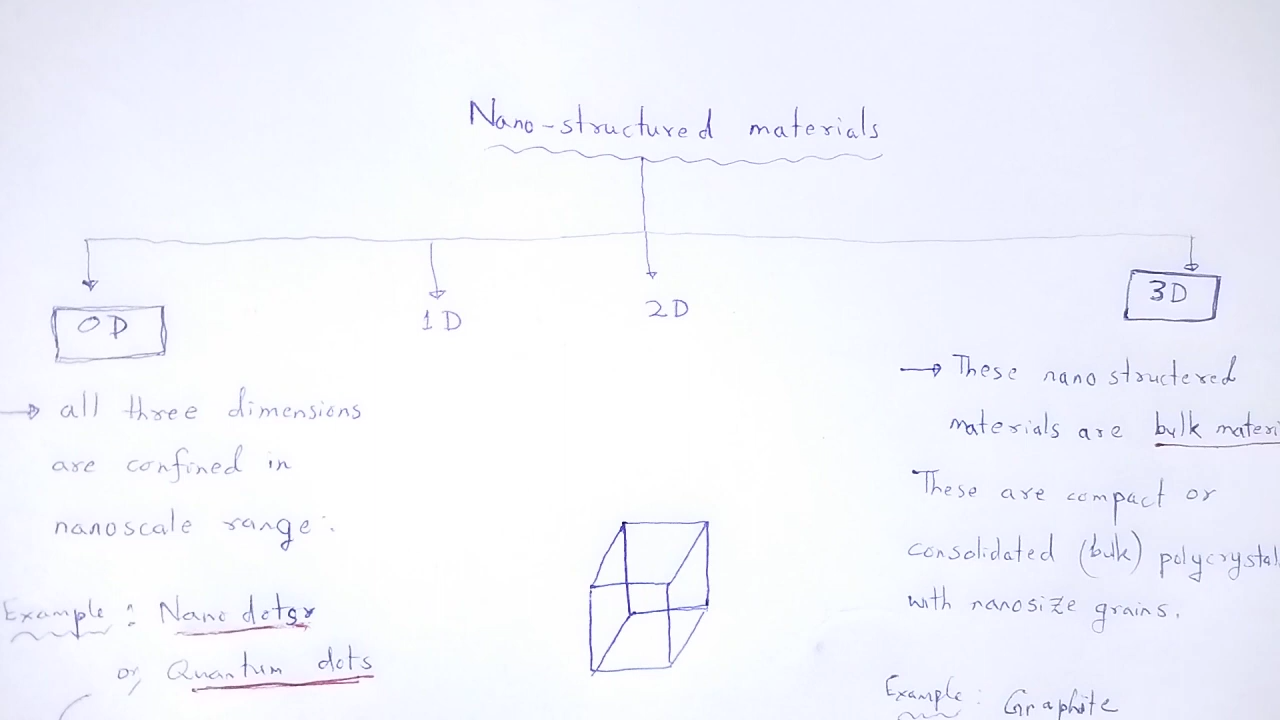 Nano-structured materials
0D
1D
2D
3D
→ all three dimensions
are confined in
nanoscale range.
Example : Nano dots
or, Quantum dots
→ These nano structered
materials are bulk materi
These are compact or
consolidated (bulk) polycrystal
with nanosize grains.
Example : Graphite